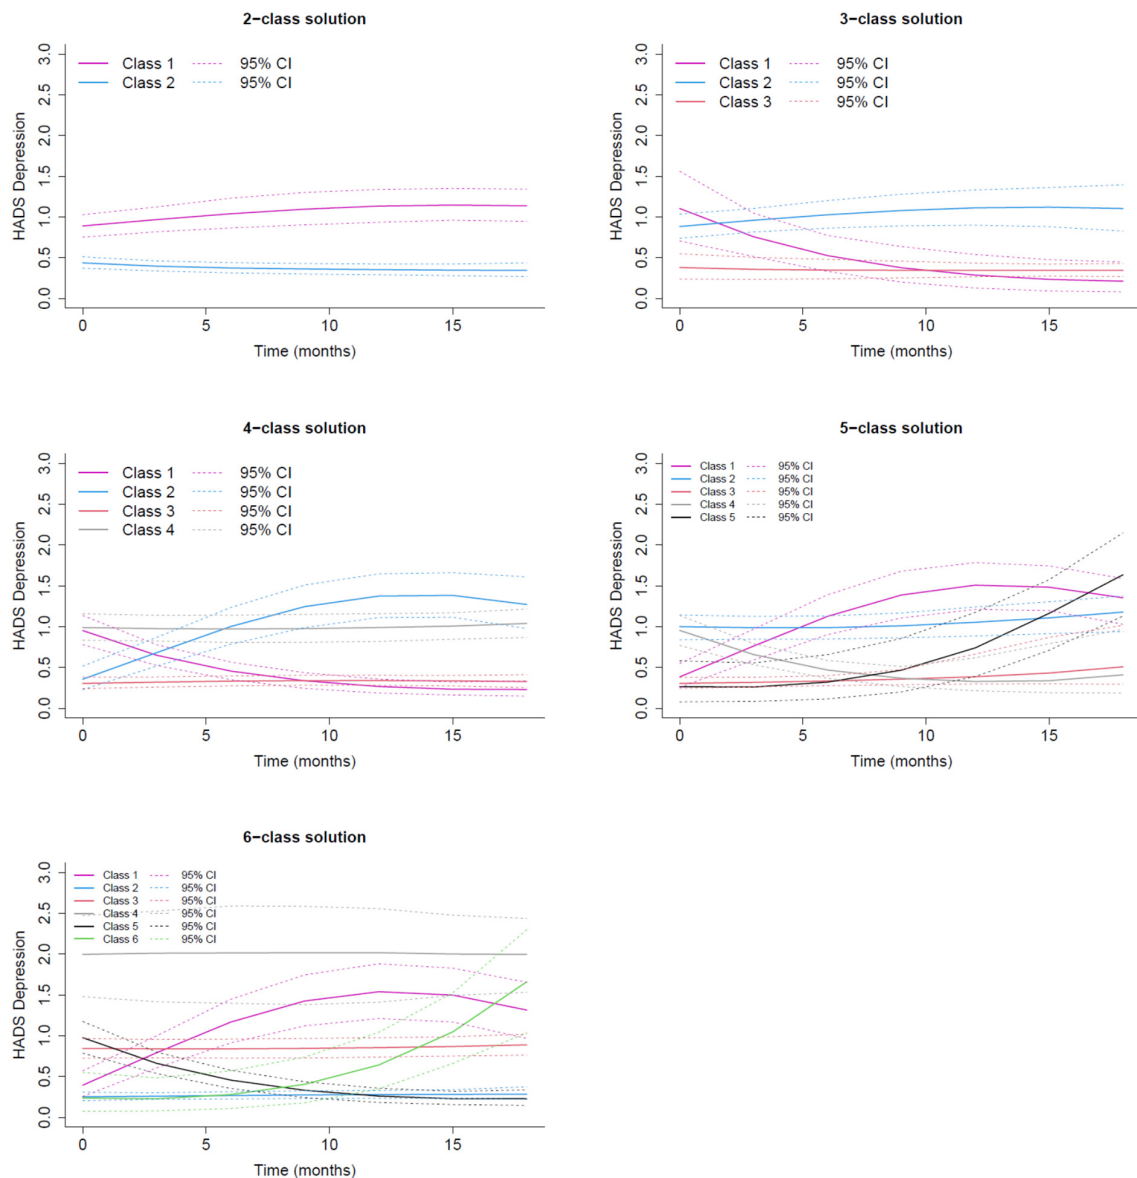 2−class solution
3.0
2.5
2.0
1.5
1.0
0.5
0.0
HADS Depression
Class 1 95% CI
Class 2 95% CI
0 5 10 15
Time (months)
3−class solution
3.0
2.5
2.0
1.5
1.0
0.5
0.0
HADS Depression
Class 1 95% CI
Class 2 95% CI
Class 3 95% CI
0 5 10 15
Time (months)
4−class solution
3.0
2.5
2.0
1.5
1.0
0.5
0.0
HADS Depression
Class 1 95% CI
Class 2 95% CI
Class 3 95% CI
Class 4 95% CI
0 5 10 15
Time (months)
5−class solution
3.0
2.5
2.0
1.5
1.0
0.5
0.0
HADS Depression
Class 1 95% CI
Class 2 95% CI
Class 3 95% CI
Class 4 95% CI
Class 5 95% CI
0 5 10 15
Time (months)
6−class solution
3.0
2.5
2.0
1.5
1.0
0.5
0.0
HADS Depression
Class 1 95% CI
Class 2 95% CI
Class 3 95% CI
Class 4 95% CI
Class 5 95% CI
Class 6 95% CI
0 5 10 15
Time (months)